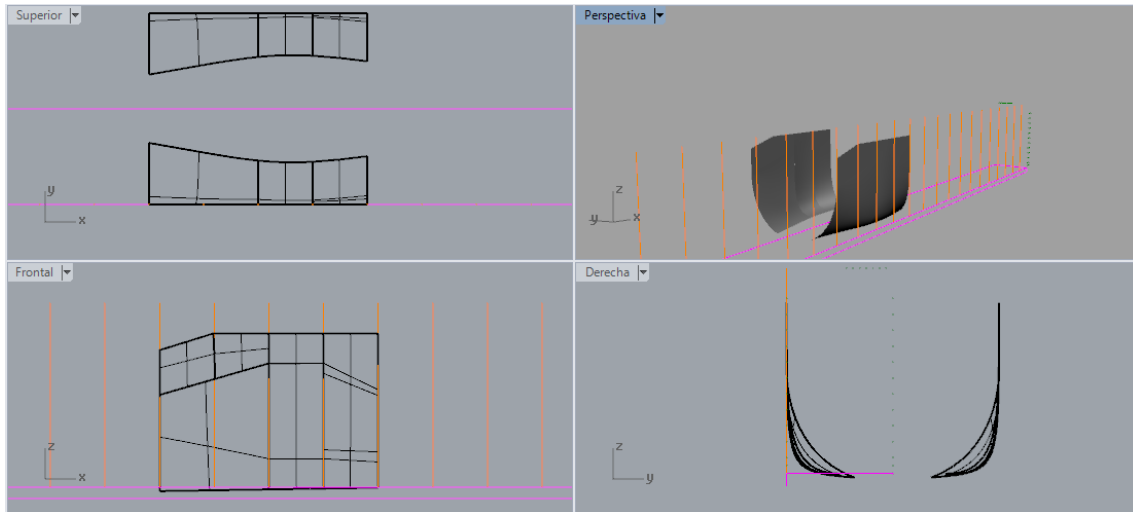 Superior
y
x
Perspectiva
z
y
x
Frontal
z
x
Derecha
z
y